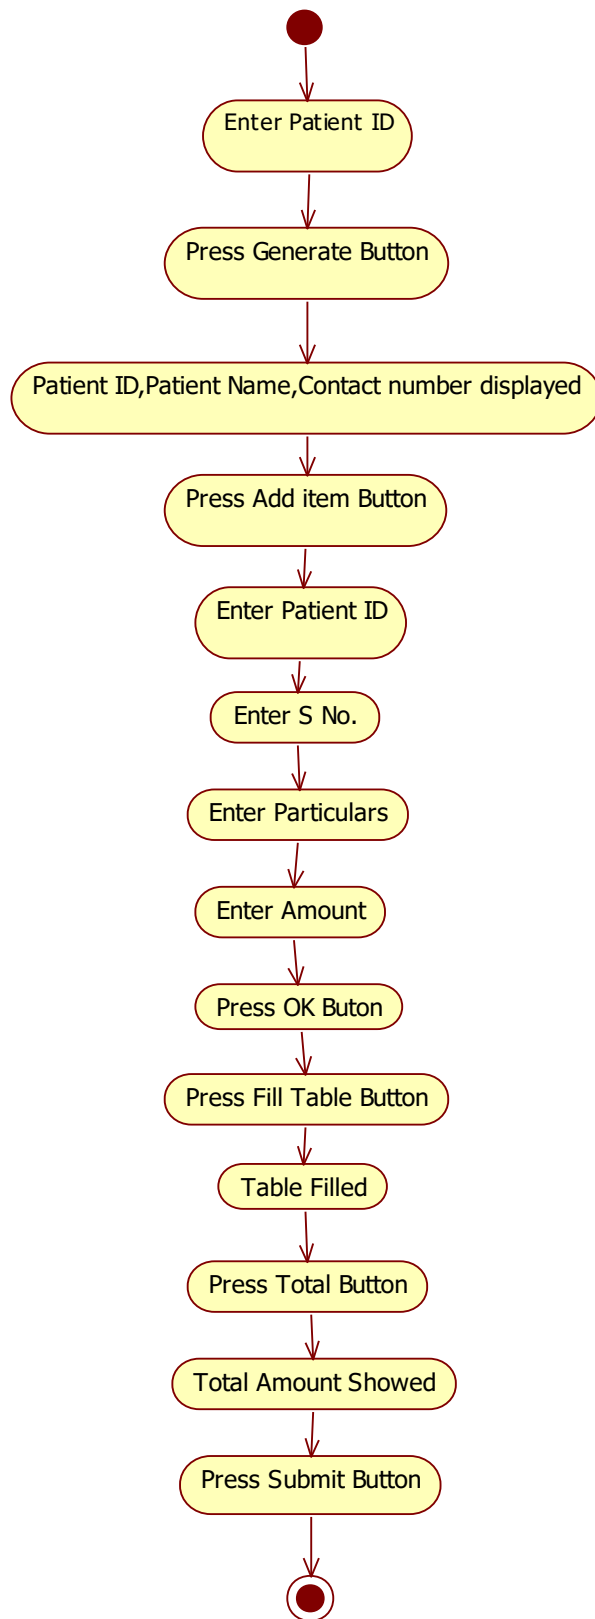 Enter Patient ID
Press Generate Button
Patient ID,Patient Name,Contact number displayed
Press Add item Button
Enter Patient ID
Enter S No.
Enter Particulars
Enter Amount
Press OK Buton
Press Fill Table Button
Table Filled
Press Total Button
Total Amount Showed
Press Submit Button